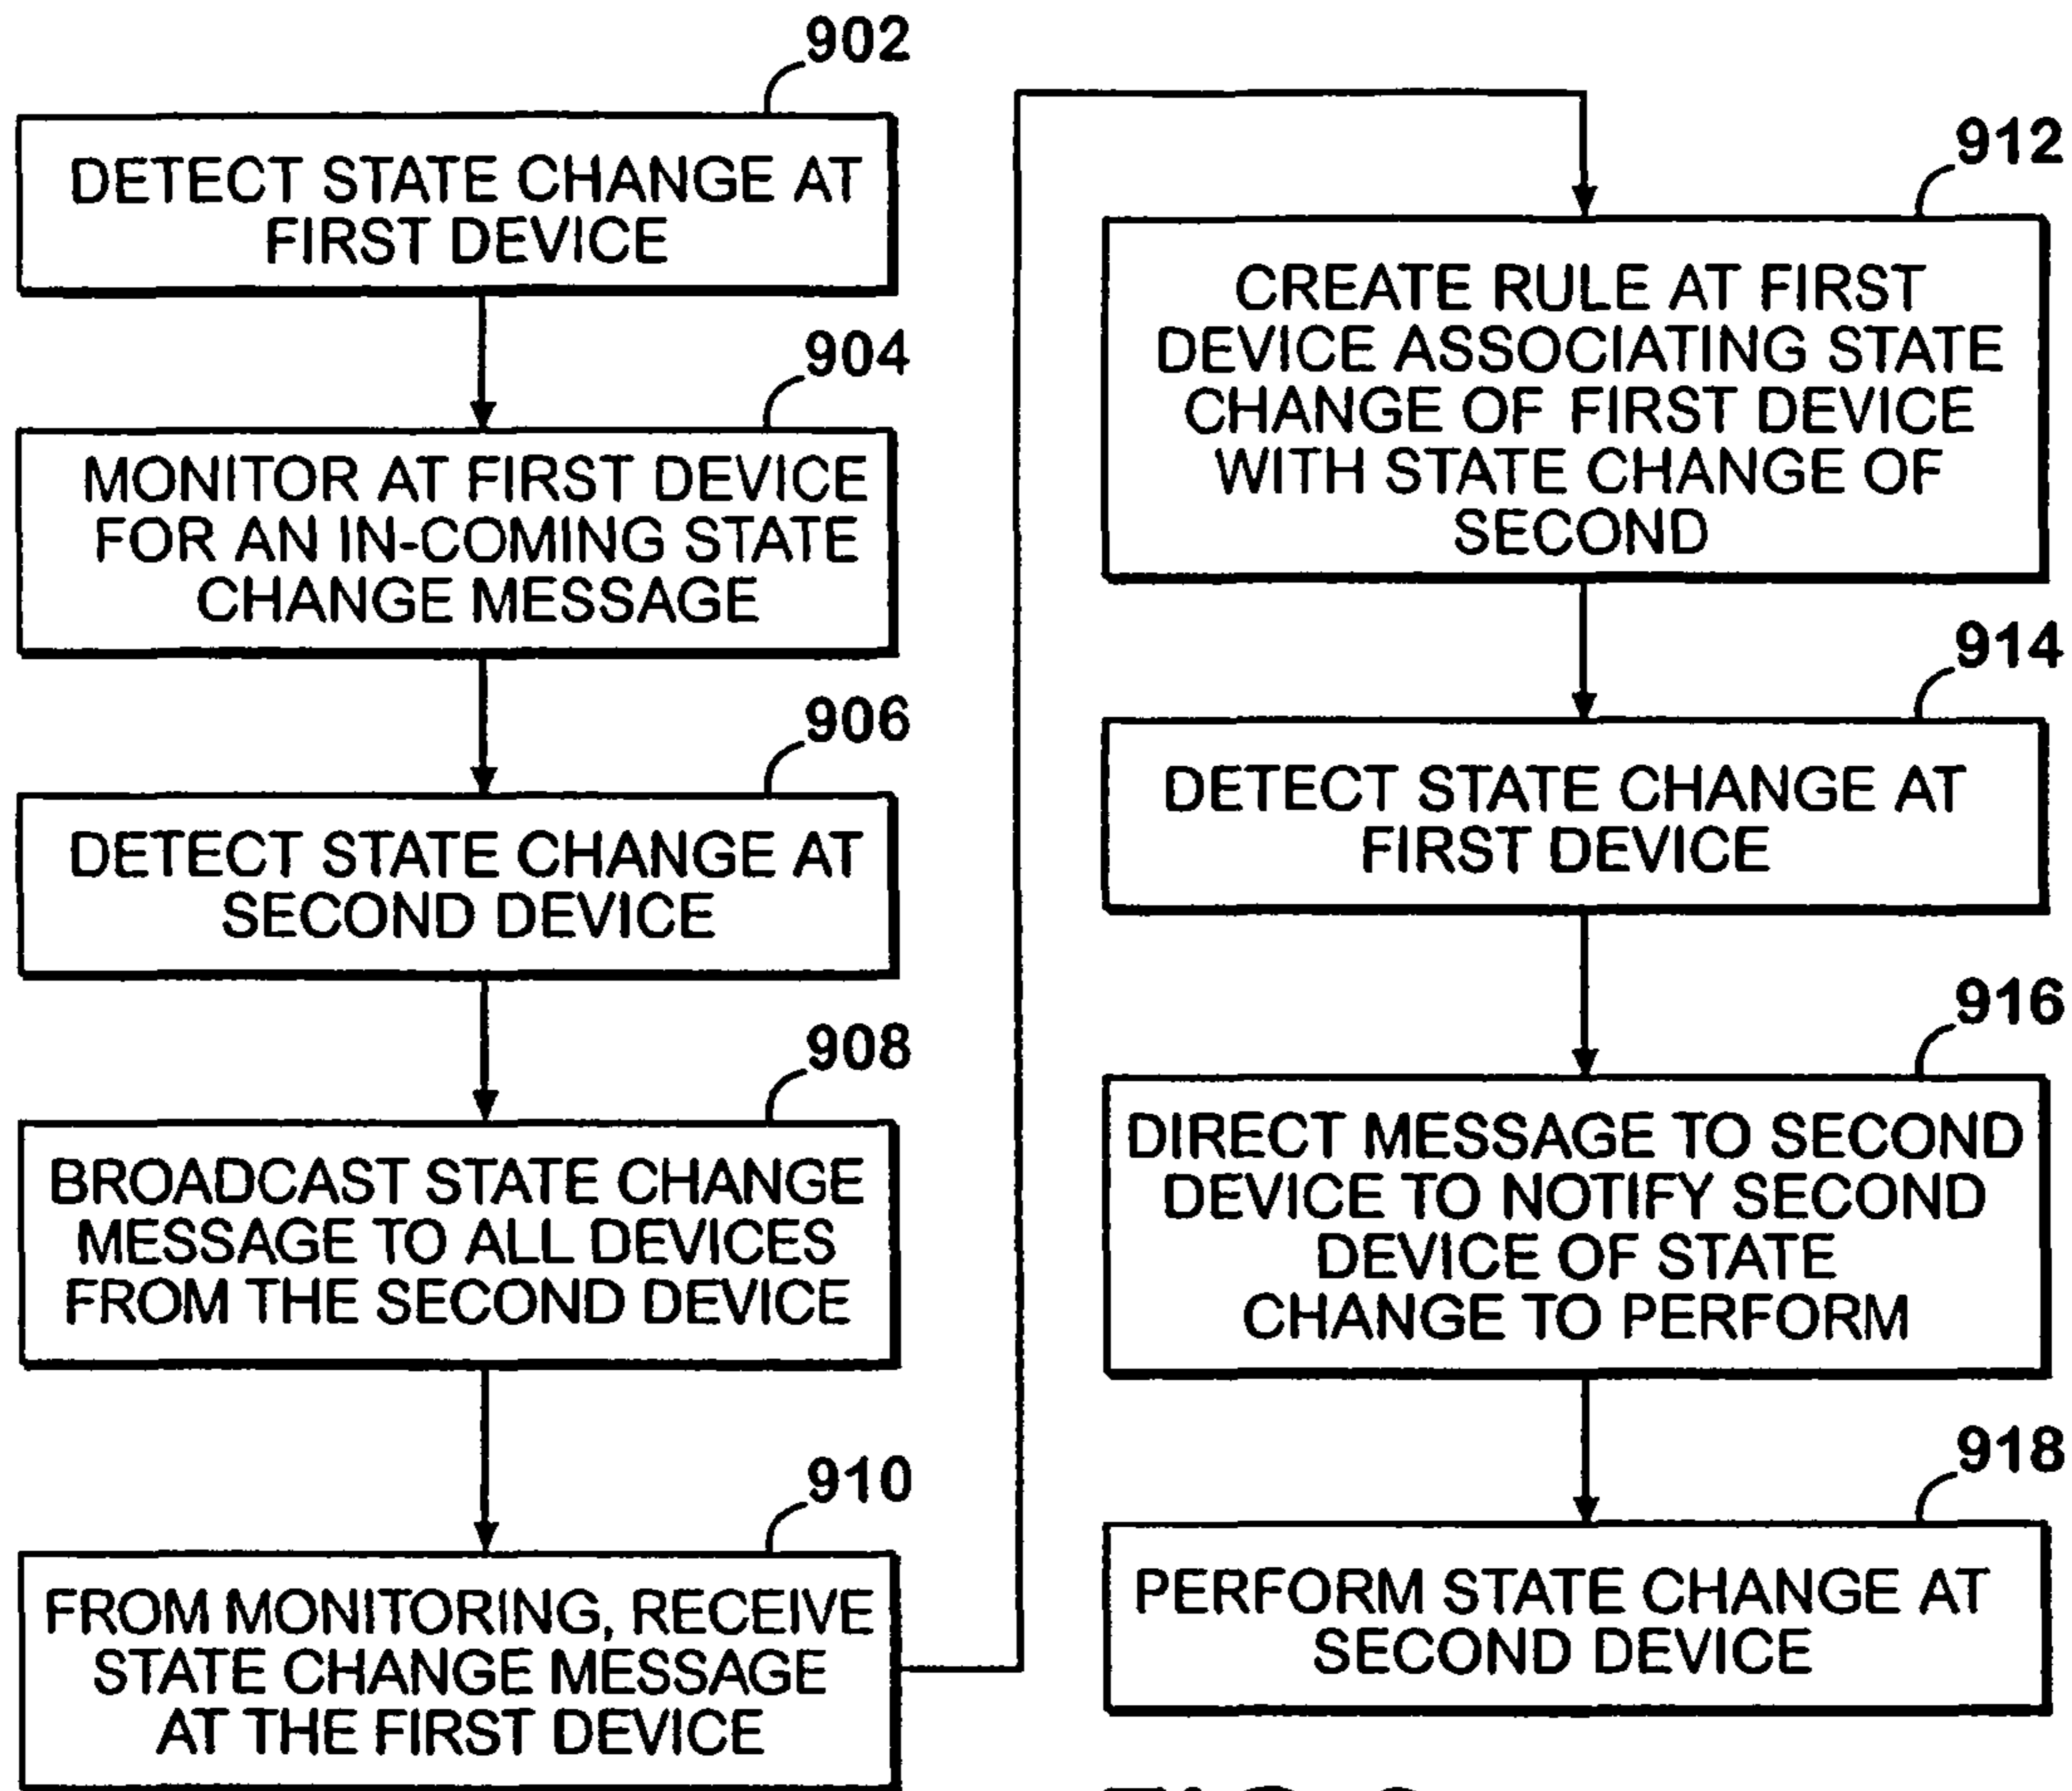 902
DETECT STATE CHANGE AT
FIRST DEVICE
904
MONITOR AT FIRST DEVICE
FOR AN IN-COMING STATE
CHANGE MESSAGE
906
DETECT STATE CHANGE AT
SECOND DEVICE
908
BROADCAST STATE CHANGE
MESSAGE TO ALL DEVICES
FROM THE SECOND DEVICE
910
FROM MONITORING, RECEIVE
STATE CHANGE MESSAGE
AT THE FIRST DEVICE
912
CREATE RULE AT FIRST
DEVICE ASSOCIATING STATE
CHANGE OF FIRST DEVICE
WITH STATE CHANGE OF
SECOND
914
DETECT STATE CHANGE AT
FIRST DEVICE
916
DIRECT MESSAGE TO SECOND
DEVICE TO NOTIFY SECOND
DEVICE OF STATE
CHANGE TO PERFORM
918
PERFORM STATE CHANGE AT
SECOND DEVICE